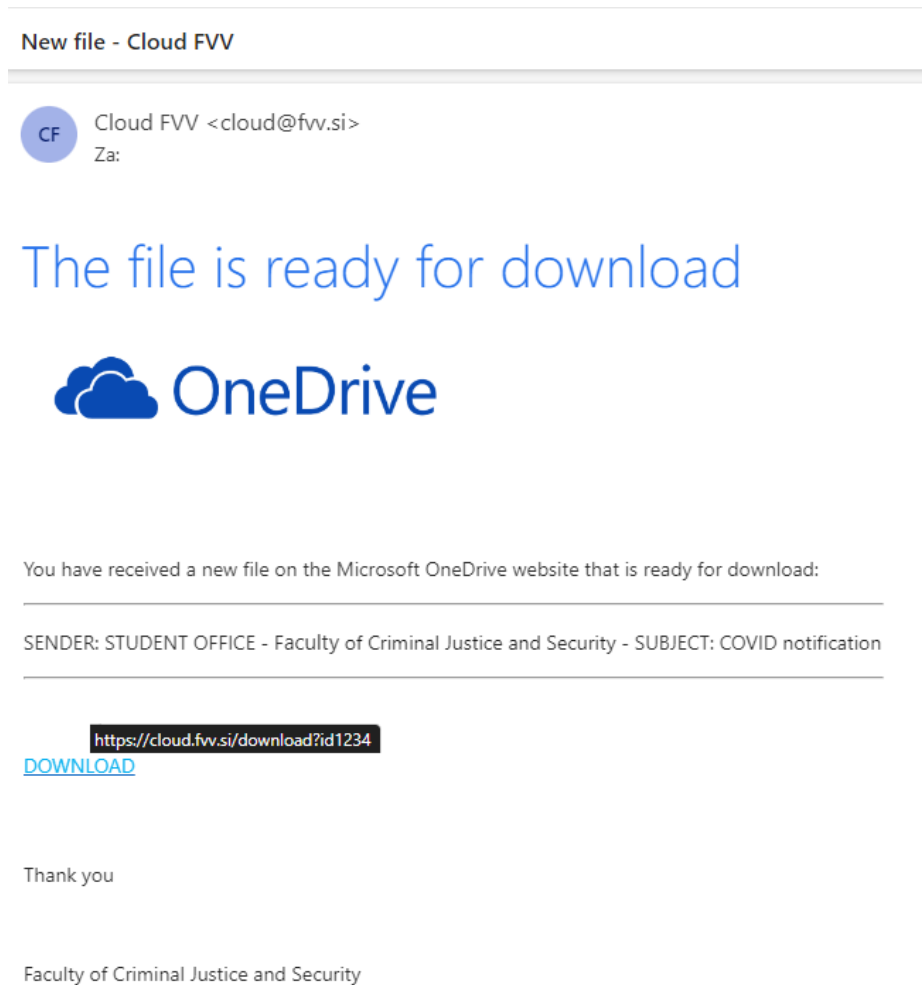 New file - Cloud FVV
CF
Cloud FVV <cloud@fvv.si>
Za:
The file is ready for download
OneDrive
You have received a new file on the Microsoft OneDrive website that is ready for download:
SENDER: STUDENT OFFICE - Faculty of Criminal Justice and Security - SUBJECT: COVID notification
https://cloud.fvv.si/download?id1234
DOWNLOAD
Thank you
Faculty of Criminal Justice and Security